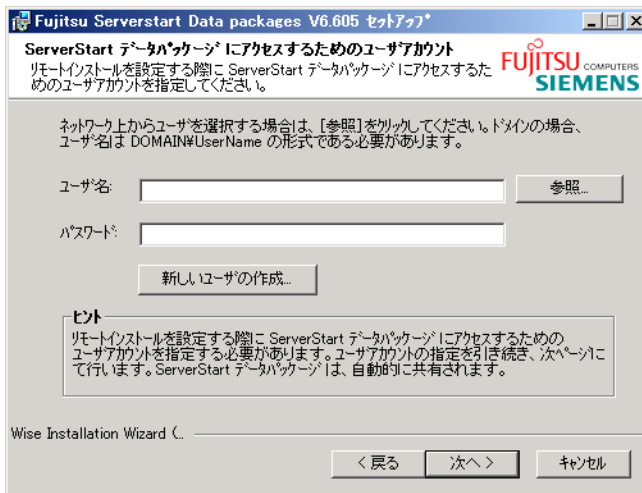 Fujitsu Serverstart Data packages V6.605 セットアップ
ServerStart データパッケージにアクセスするためのユーザアカウント
リモートインストールを設定する際に ServerStart データパッケージにアクセスするた
めのユーザアカウントを指定してください。
FUJITSU COMPUTERS
SIEMENS
ネットワーク上からユーザを選択する場合は、[参照]をクリックしてください。ドメインの場合、
ユーザ名は DOMAIN¥UserName の形式である必要があります。
ユーザ名:
参照...
パスワード:
新しいユーザの作成...
ヒント
リモートインストールを設定する際に ServerStart データパッケージにアクセスするための
ユーザアカウントを指定する必要があります。ユーザアカウントの指定を引き続き、次ページに
て行います。ServerStart データパッケージは、自動的に共有されます。
Wise Installation Wizard (..
< 戻る 次へ > キャンセル